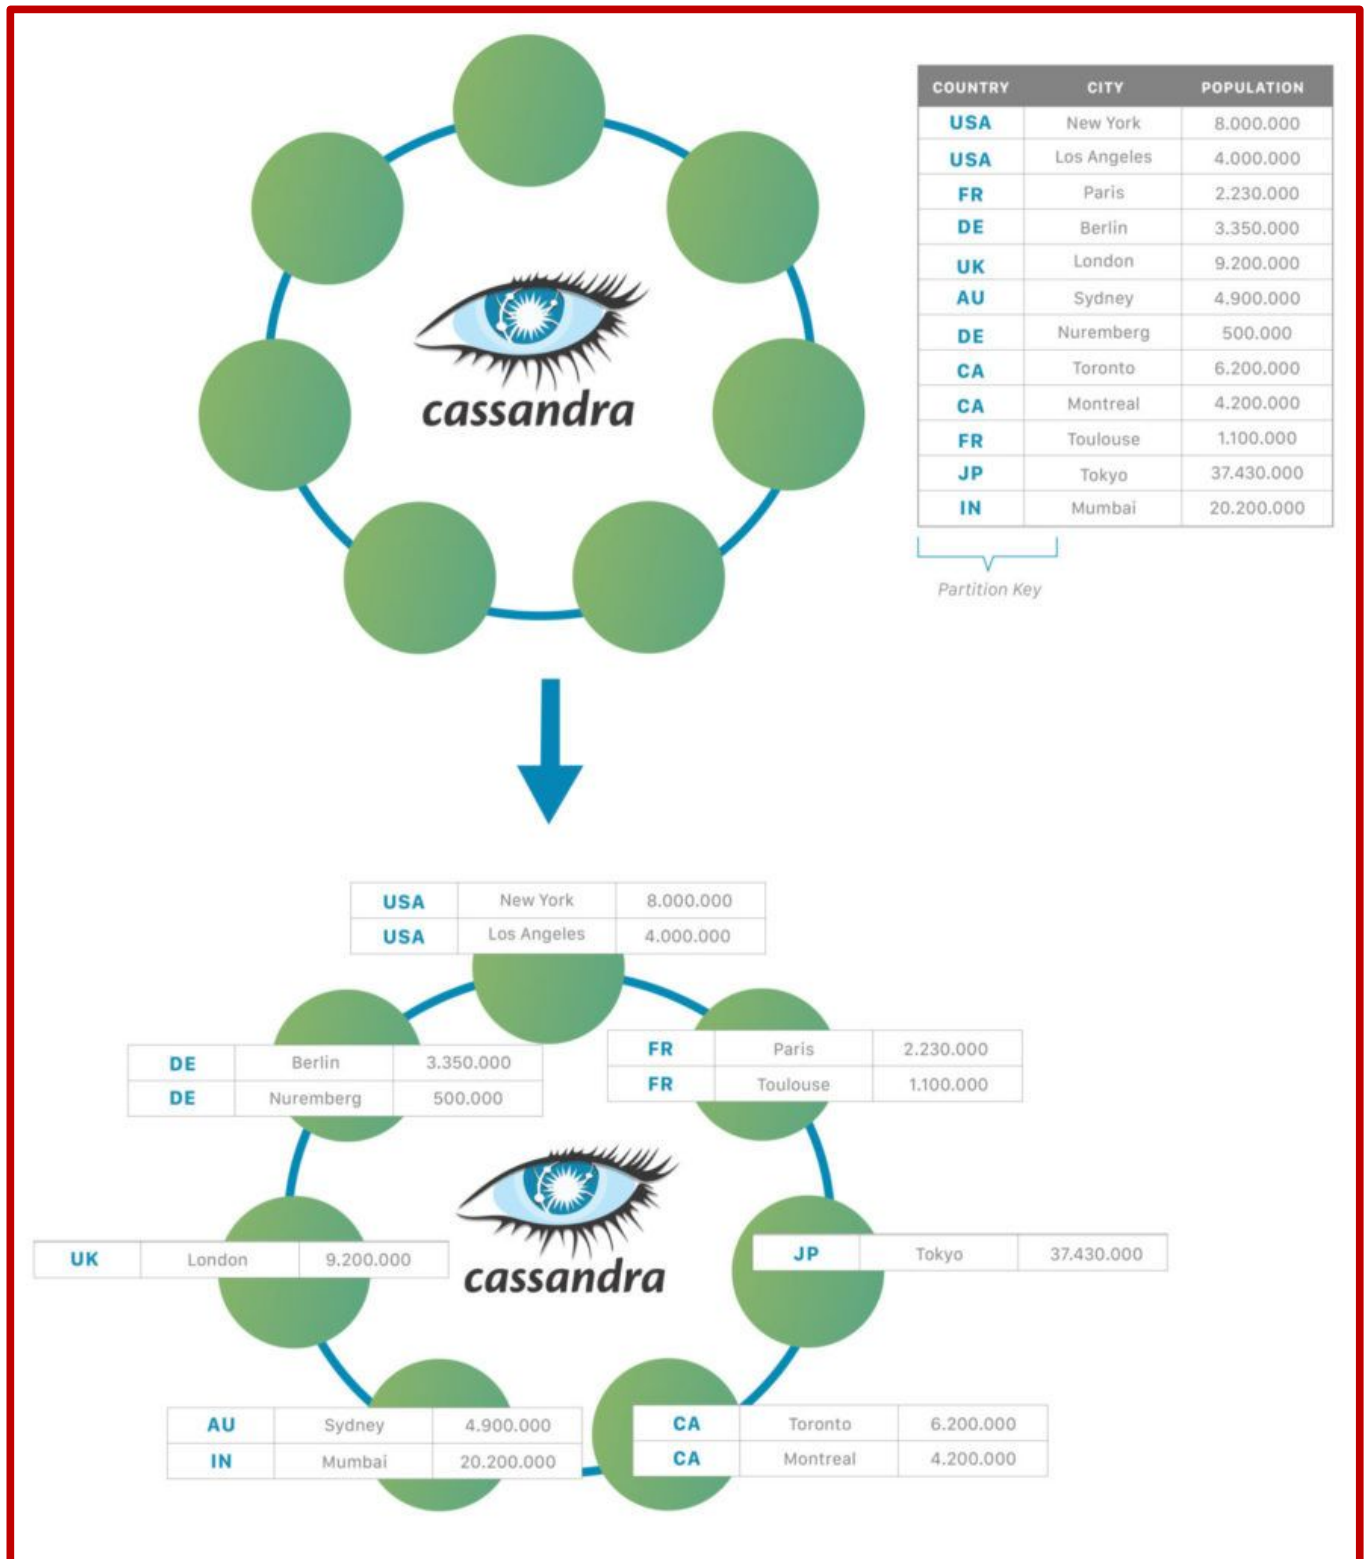 COUNTRY CITY POPULATION
USA New York 8.000.000
USA Los Angeles 4.000.000
FR Paris 2.230.000
DE Berlin 3.350.000
UK London 9.200.000
AU Sydney 4.900.000
DE Nuremberg 500.000
CA Toronto 6.200.000
CA Montreal 4.200.000
FR Toulouse 1.100.000
JP Tokyo 37.430.000
IN Mumbai 20.200.000
Partition Key
cassandra
USA New York 8.000.000
USA Los Angeles 4.000.000
DE Berlin 3.350.000
DE Nuremberg 500.000
FR Paris 2.230.000
FR Toulouse 1.100.000
UK London 9.200.000
cassandra
JP Tokyo 37.430.000
AU Sydney 4.900.000
IN Mumbai 20.200.000
CA Toronto 6.200.000
CA Montreal 4.200.000